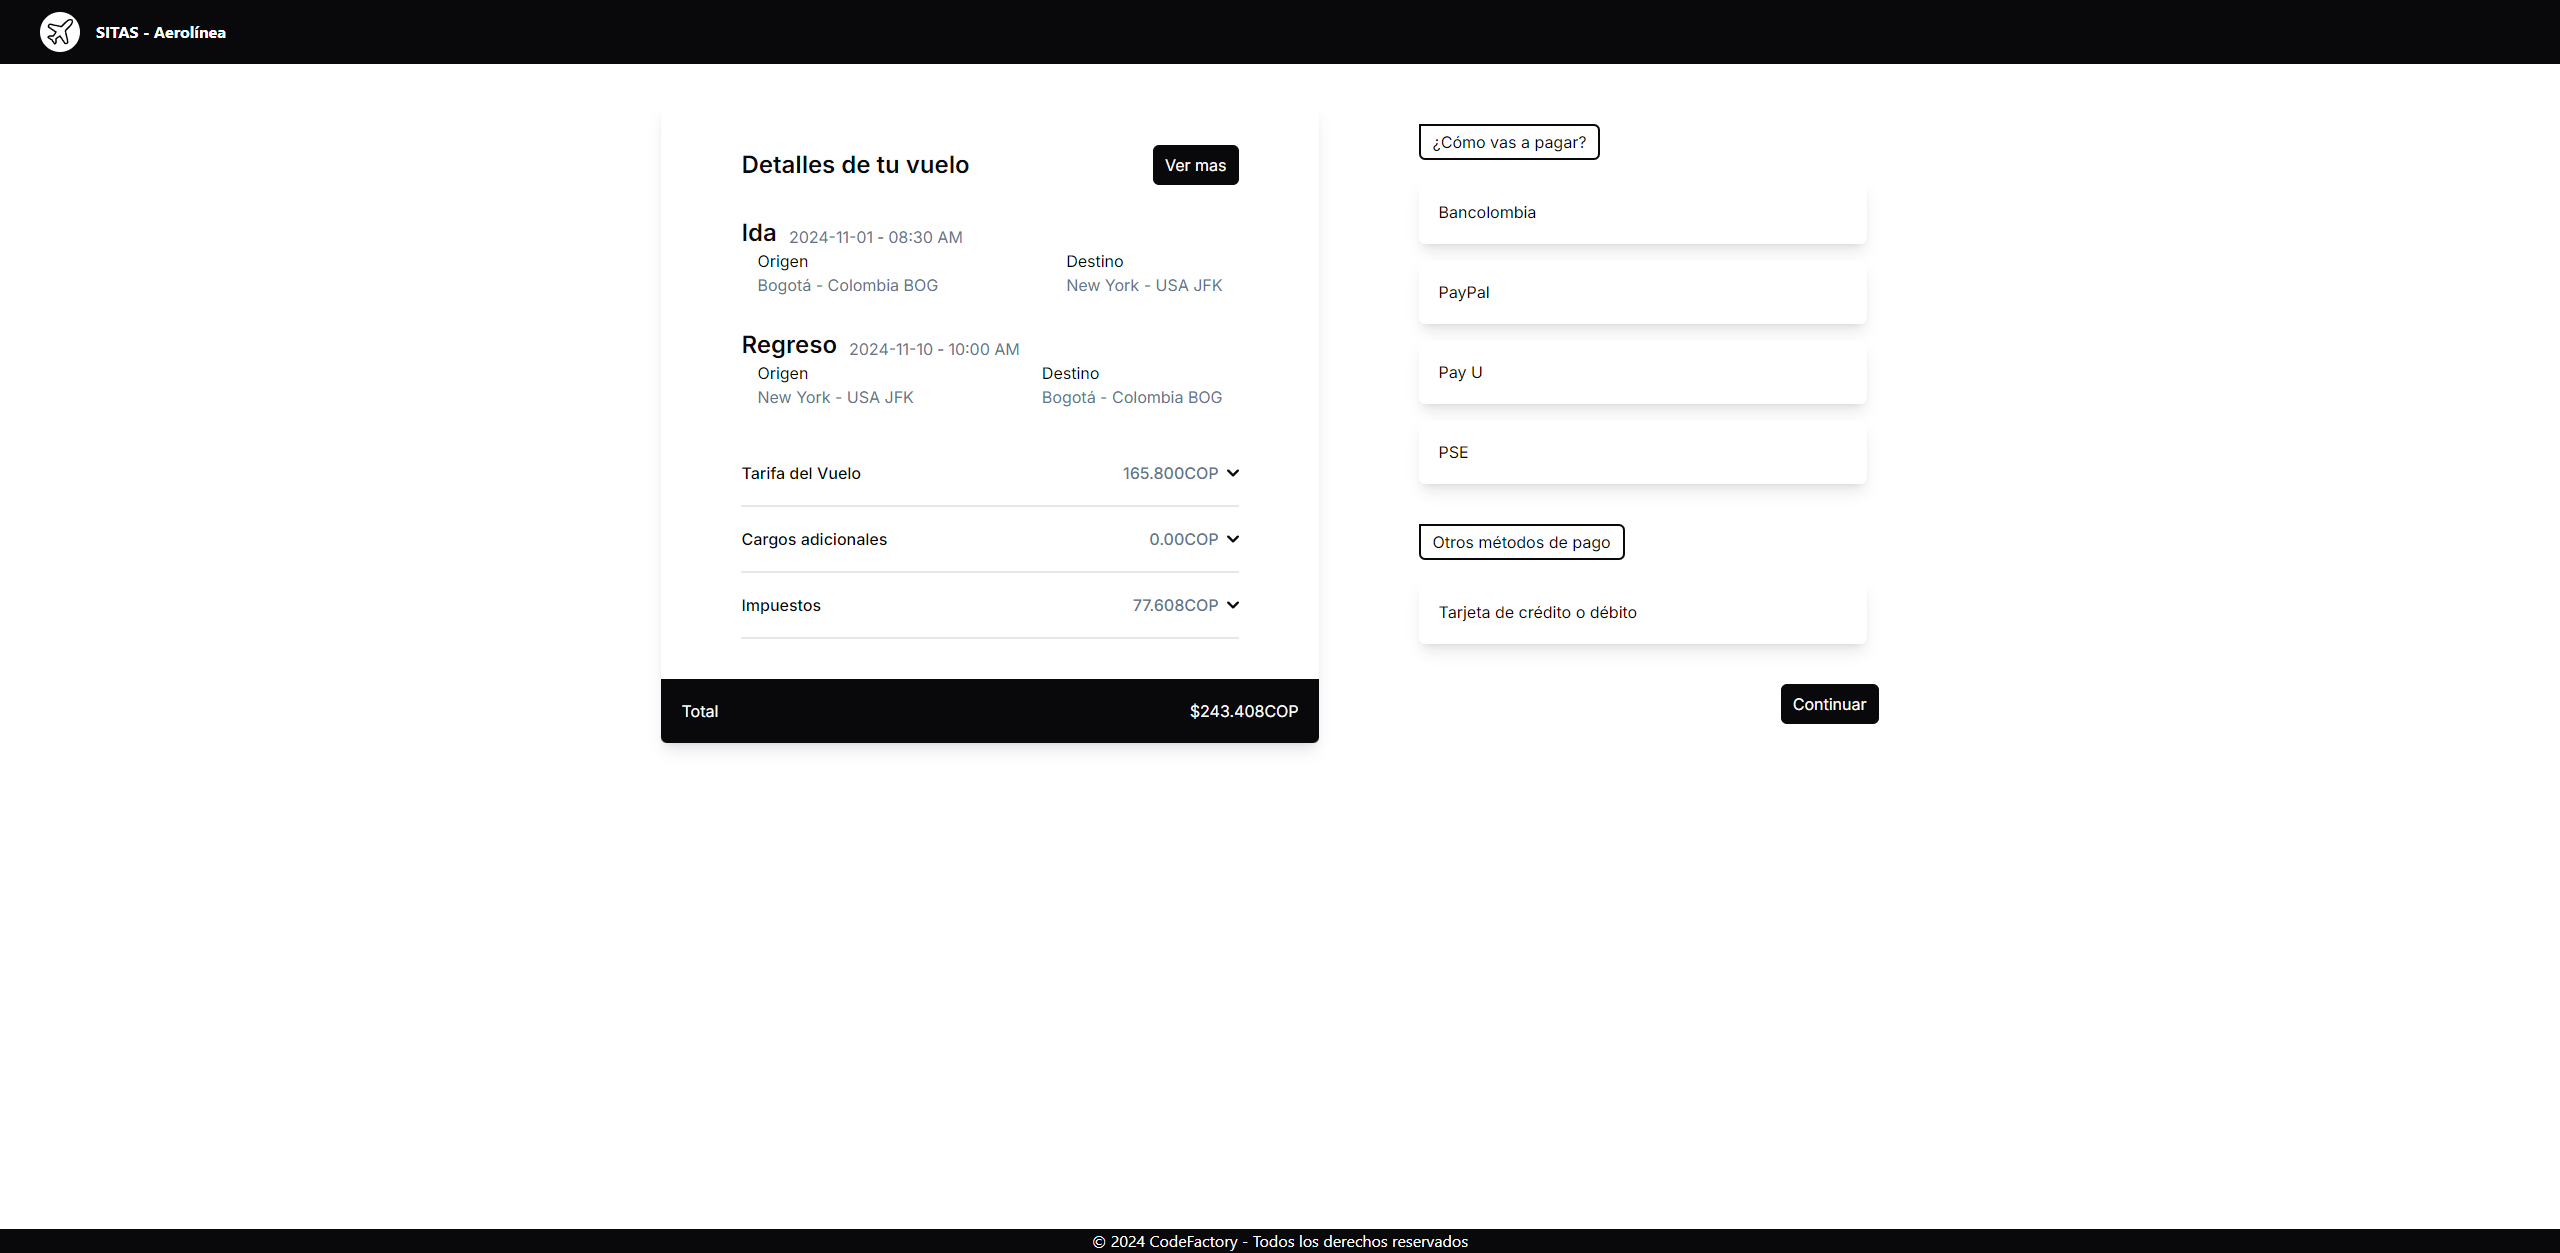 SITAS - Aerolínea
Detalles de tu vuelo
Ver mas
Ida 2024-11-01 - 08:30 AM
Origen Destino
Bogotá - Colombia BOG New York - USA JFK
Regreso 2024-11-10 - 10:00 AM
Origen Destino
New York - USA JFK Bogotá - Colombia BOG
Tarifa del Vuelo 165.800COP
Cargos adicionales 0.00COP
Impuestos 77.608COP
Total $243.408COP
¿Cómo vas a pagar?
Bancolombia
PayPal
Pay U
PSE
Otros métodos de pago
Tarjeta de crédito o débito
Continuar
© 2024 CodeFactory - Todos los derechos reservados